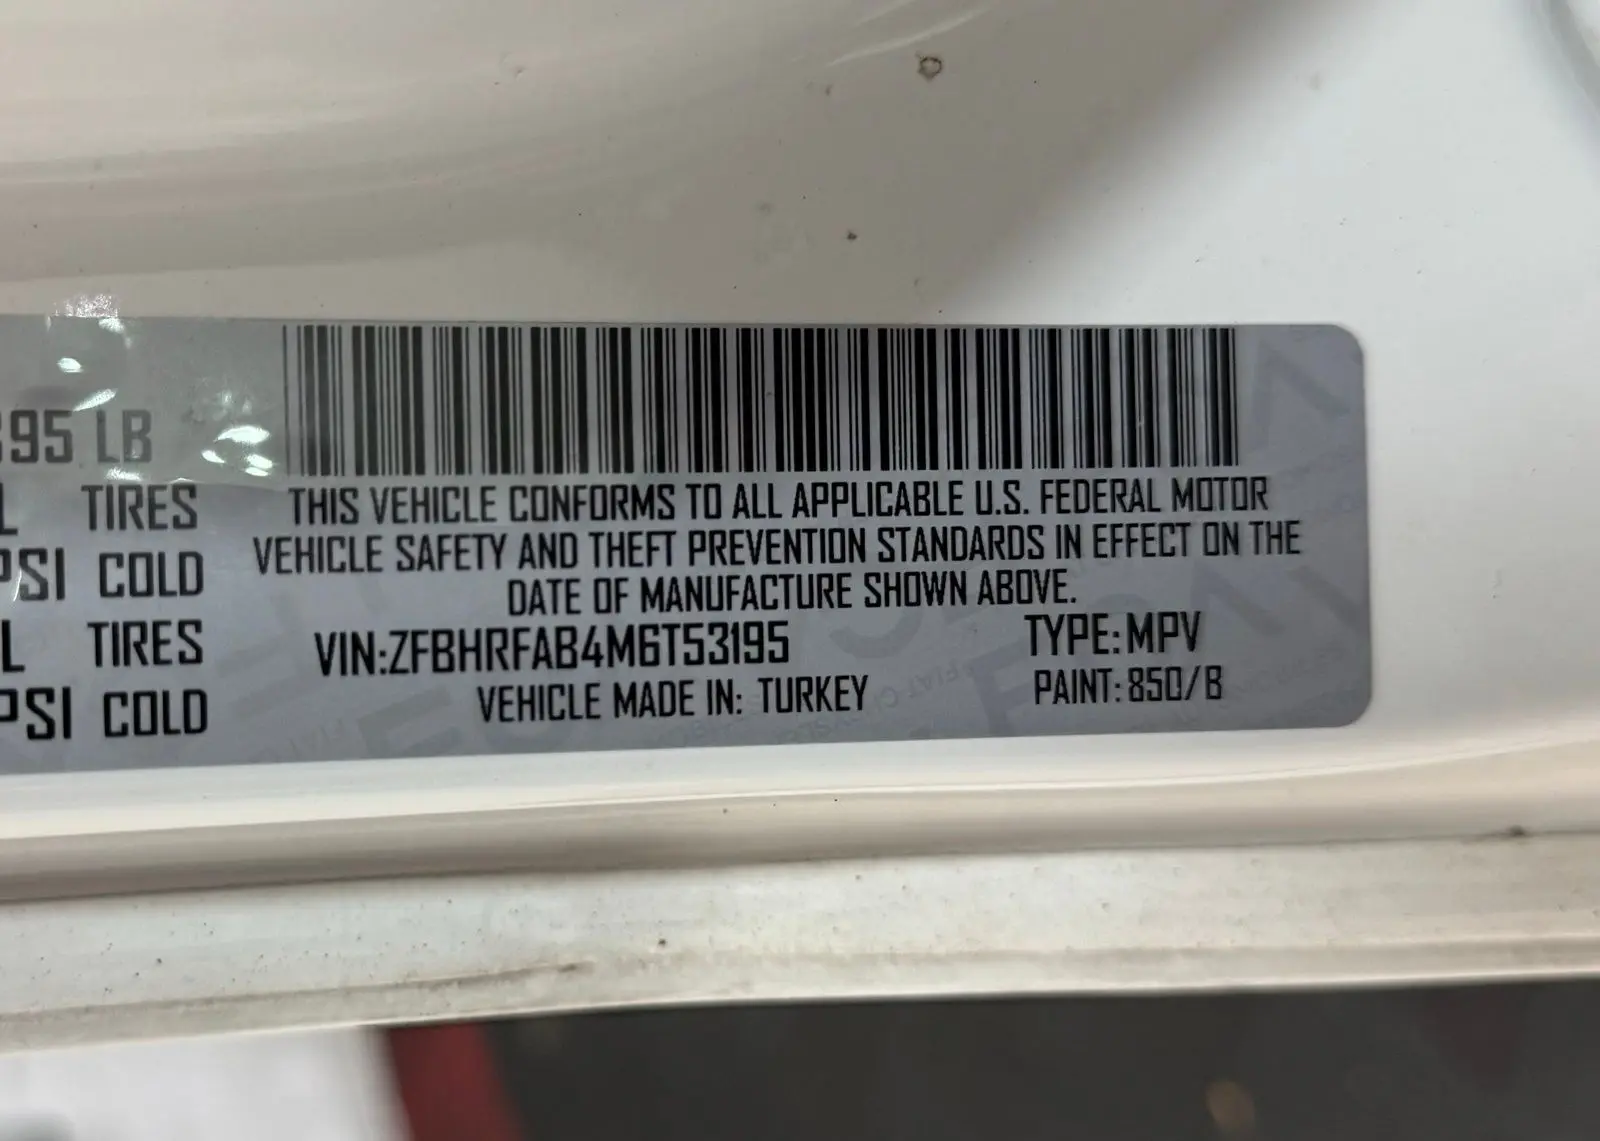 95 LB
L TIRES
PSI COLD
L TIRES
PSI COLD
THIS VEHICLE CONFORMS TO ALL APPLICABLE U.S. FEDERAL MOTOR
VEHICLE SAFETY AND THEFT PREVENTION STANDARDS IN EFFECT ON THE
DATE OF MANUFACTURE SHOWN ABOVE.
VIN:ZFBHRFAB4M6T53195 TYPE:MPV
VEHICLE MADE IN: TURKEY PAINT:850/B